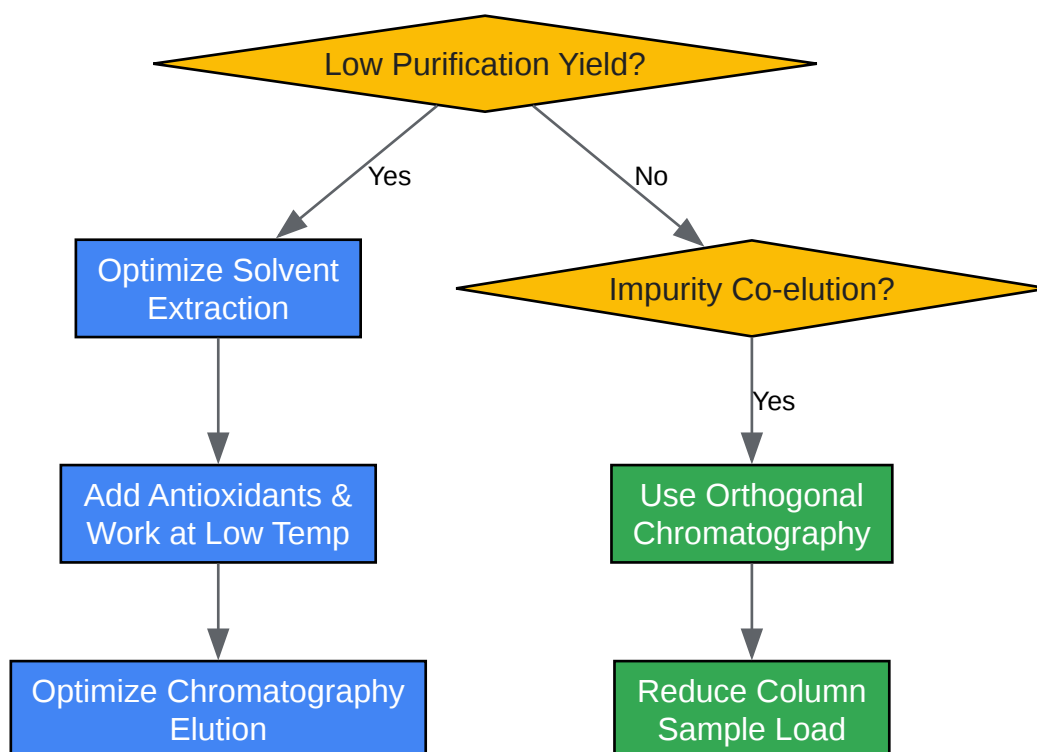 Low Purification Yield?
Yes
No
Optimize Solvent
Extraction
Impurity Co-elution?
Yes
Add Antioxidants &
Work at Low Temp
Use Orthogonal
Chromatography
Optimize Chromatography
Elution
Reduce Column
Sample Load